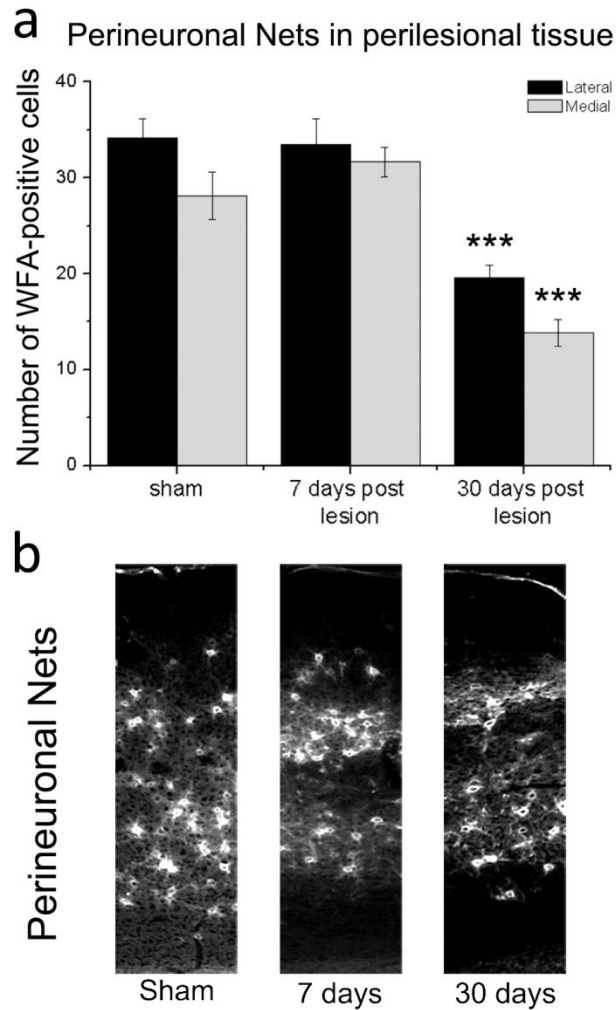 a
Perineuronal Nets in perilesional tissue
Number of WFA-positive cells
40
30
20
10
0
Lateral
Medial
***
***
sham
7 days post
lesion
30 days post
lesion
b
Perineuronal Nets
Sham
7 days
30 days